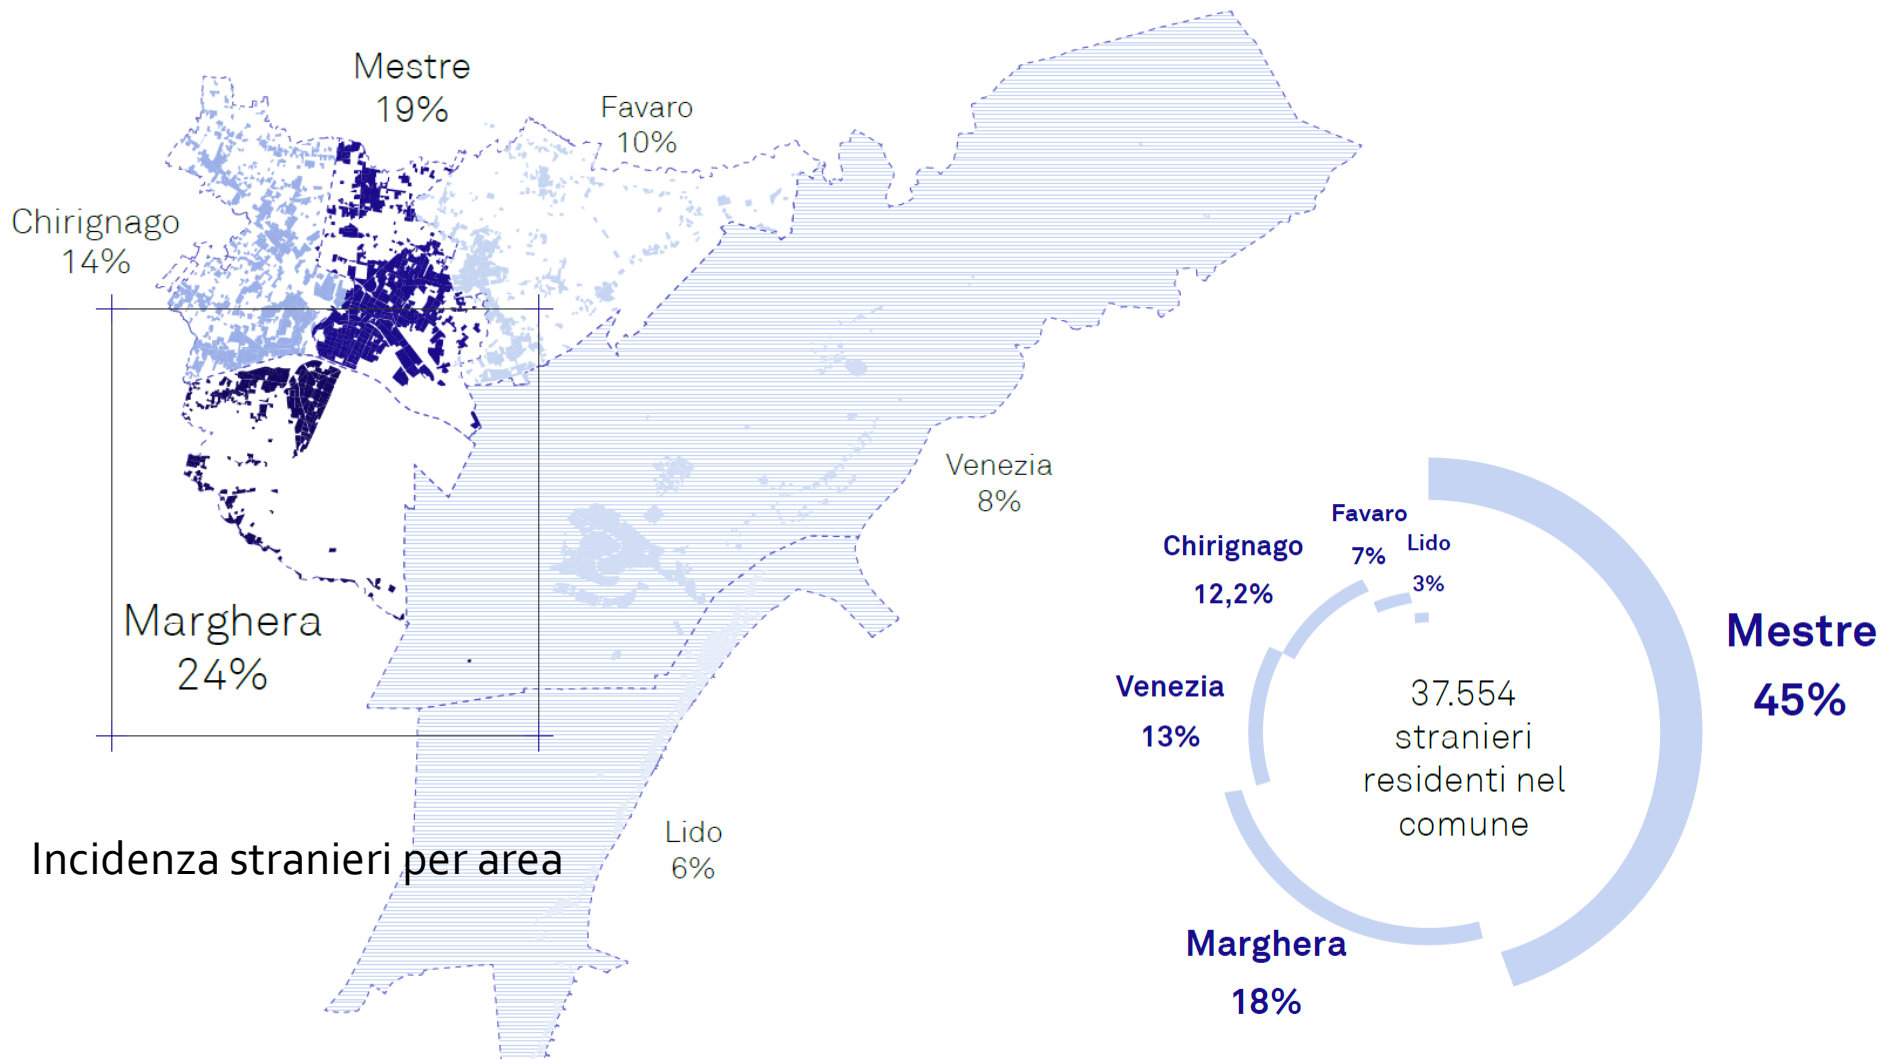 Mestre
19%
Favaro
10%
Chirignago
14%
Venezia
8%
Marghera
24%
Lido
6%
Incidenza stranieri per area
Favaro
7%
Lido
3%
Chirignago
12,2%
Mestre
45%
Venezia
13%
37.554
stranieri
residenti nel
comune
Marghera
18%